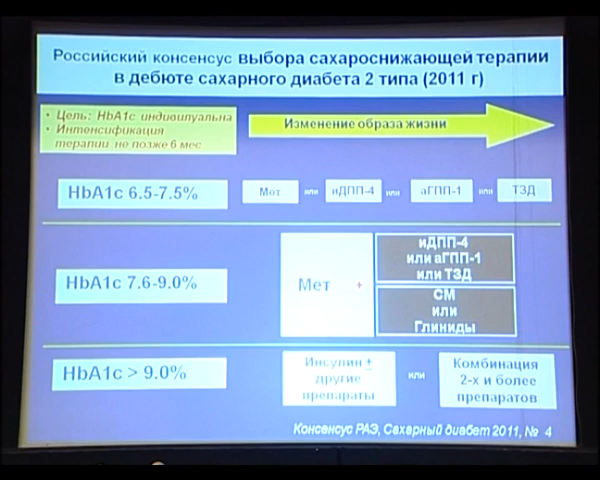 Российский консенсус выбора сахароснижающей терапии
в дебюте сахарного диабета 2 типа (2011 г)
• Цель: HbA1c индивилуальна
• Интенсификация
терапии не позже 6 мес
Изменение образа жизни
HbA1c 6.5-7.5%
Мет или иДПП-4 или аГПП-1 или ТЗД
HbA1c 7.6-9.0%
Мет +
иДПП-4
или аГПП-1
или ТЗД
СМ
или
Глиниды
HbA1c > 9.0%
Инсулин ±
другие
препараты
или
Комбинация
2-х и более
препаратов
Консенсус РАЭ, Сахарный диабет 2011, № 4